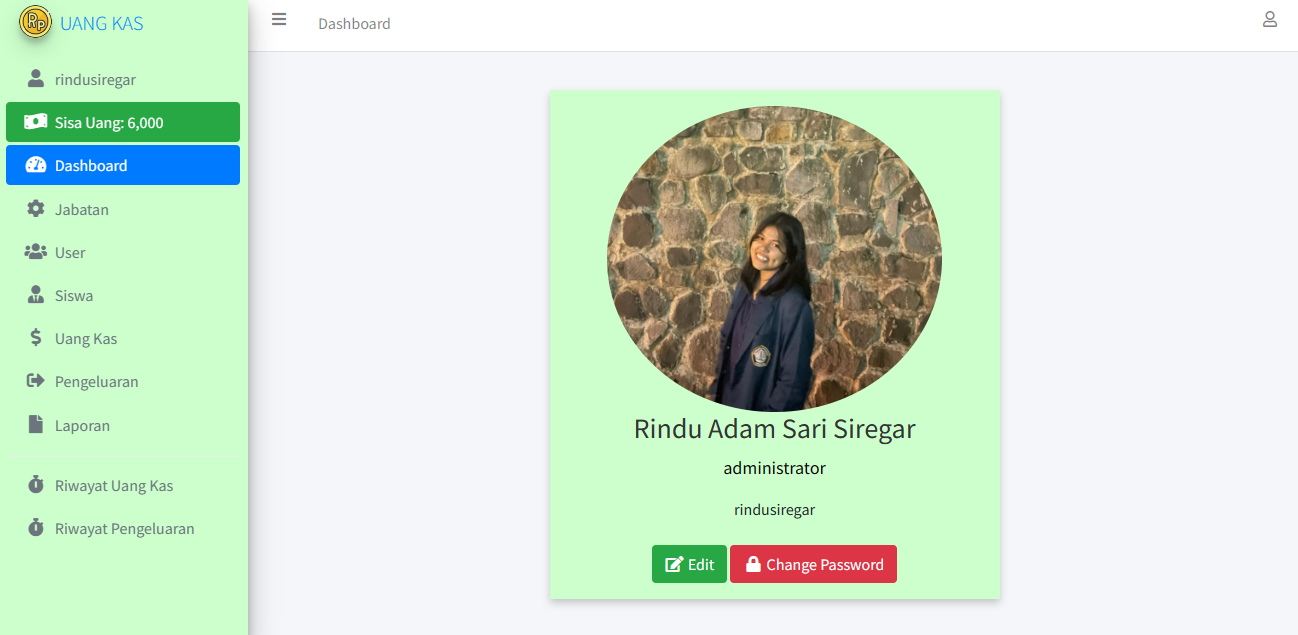 UANG KAS
Dashboard
rindusiregar
Sisa Uang: 6,000
Dashboard
Jabatan
User
Siswa
Uang Kas
Pengeluaran
Laporan
Riwayat Uang Kas
Riwayat Pengeluaran
Rindu Adam Sari Siregar
administrator
rindusiregar
Edit
Change Password